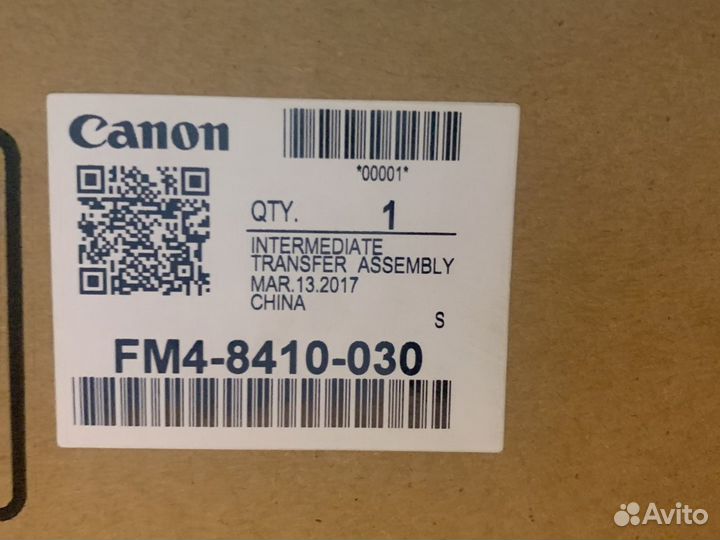 Canon
*00001*
QTY. 1
INTERMEDIATE
TRANSFER ASSEMBLY
MAR.13.2017
CHINA
S
FM4-8410-030
Avito